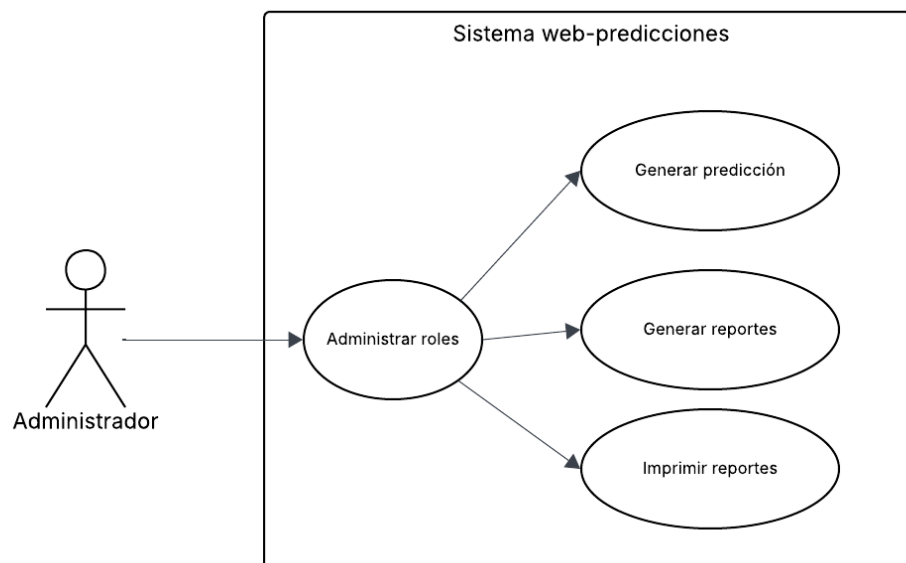 Sistema web-predicciones
Generar predicción
Administrar roles
Generar reportes
Imprimir reportes
Administrador